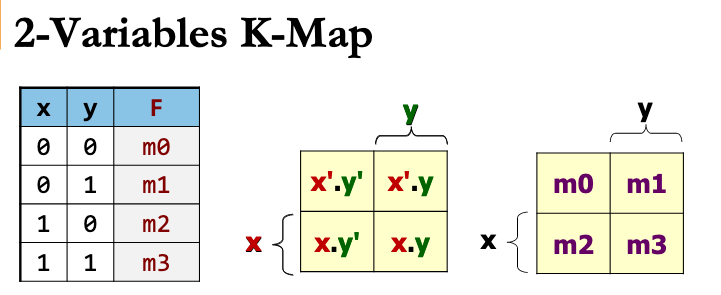 2-Variables K-Map
x y F
0 0 m0
0 1 m1
1 0 m2
1 1 m3
y
x'.y' x'.y
x
x.y' x.y
y
m0 m1
x
m2 m3